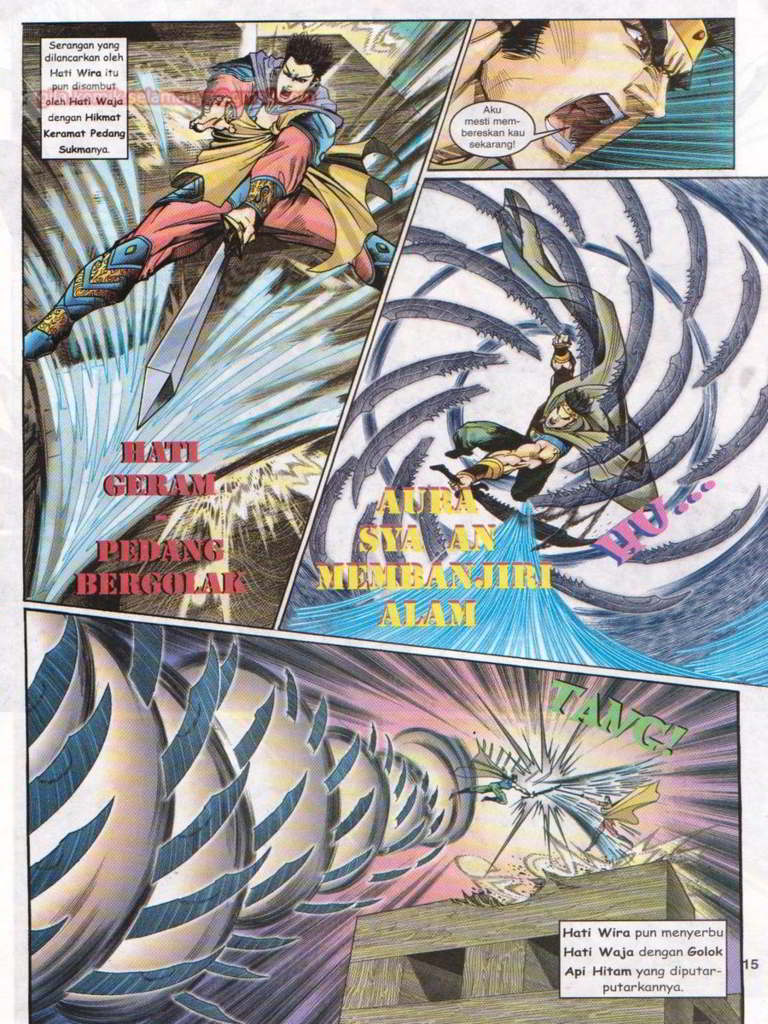 Serangan yang
dilancarkan oleh
Hati Wira itu
pun disambut
oleh Hati Waja
dengan Hikmat
Keramat Pedang
Sukmanya.
Aku
mesti mem-
bereskan kau
sekarang!
HATI
GERAM
-
PEDANG
BERGOLAK
AURA
SYA AN
MEMBANJIRI
ALAM
HU...
TANG!
Hati Wira pun menyerbu
Hati Waja dengan Golok
Api Hitam yang diputar-
putarkannya.
15